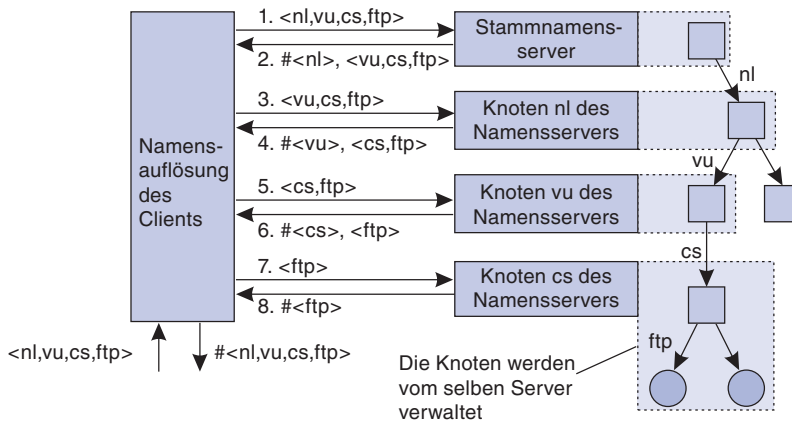 1. <nl,vu,cs,ftp>
2. #<nl>, <vu,cs,ftp>
Stammnamens-
server
nl
3. <vu,cs,ftp>
4. #<vu>, <cs,ftp>
Knoten nl des
Namensservers
Namens-
auflösung
des
Clients
vu
5. <cs,ftp>
6. #<cs>, <ftp>
Knoten vu des
Namensservers
cs
7. <ftp>
8. #<ftp>
Knoten cs des
Namensservers
ftp
<nl,vu,cs,ftp>
#<nl,vu,cs,ftp>
Die Knoten werden
vom selben Server
verwaltet